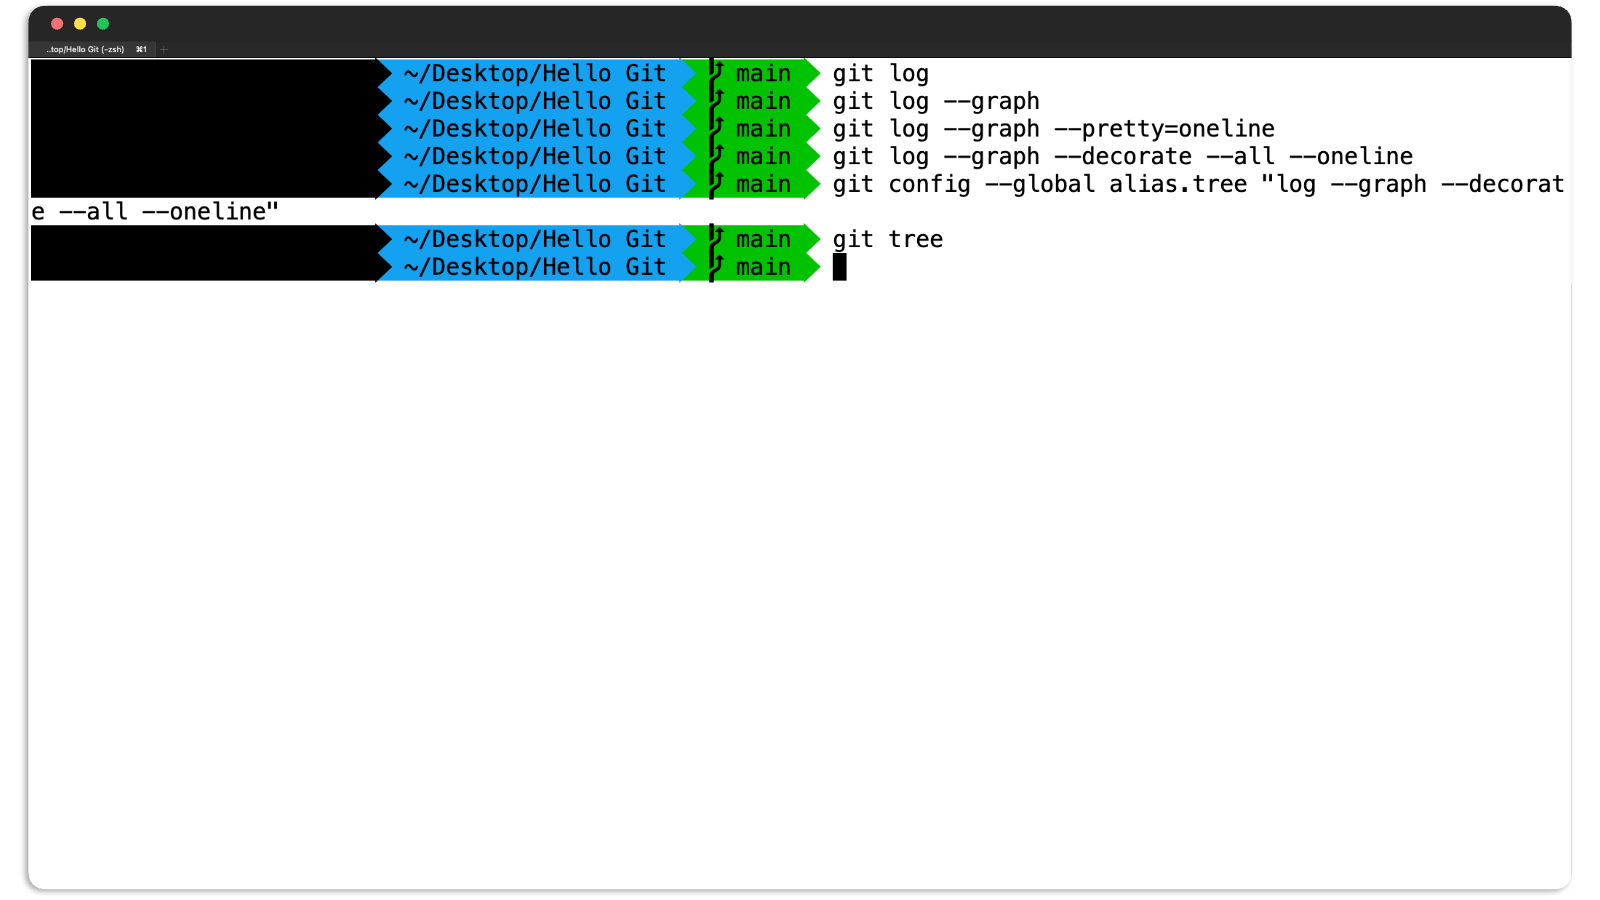 ..top/Hello Git (-zsh) ⌘1 +
~/Desktop/Hello Git main git log
~/Desktop/Hello Git main git log --graph
~/Desktop/Hello Git main git log --graph --pretty=oneline
~/Desktop/Hello Git main git log --graph --decorate --all --oneline
~/Desktop/Hello Git main git config --global alias.tree "log --graph --decorat
e --all --oneline"
~/Desktop/Hello Git main git tree
~/Desktop/Hello Git main